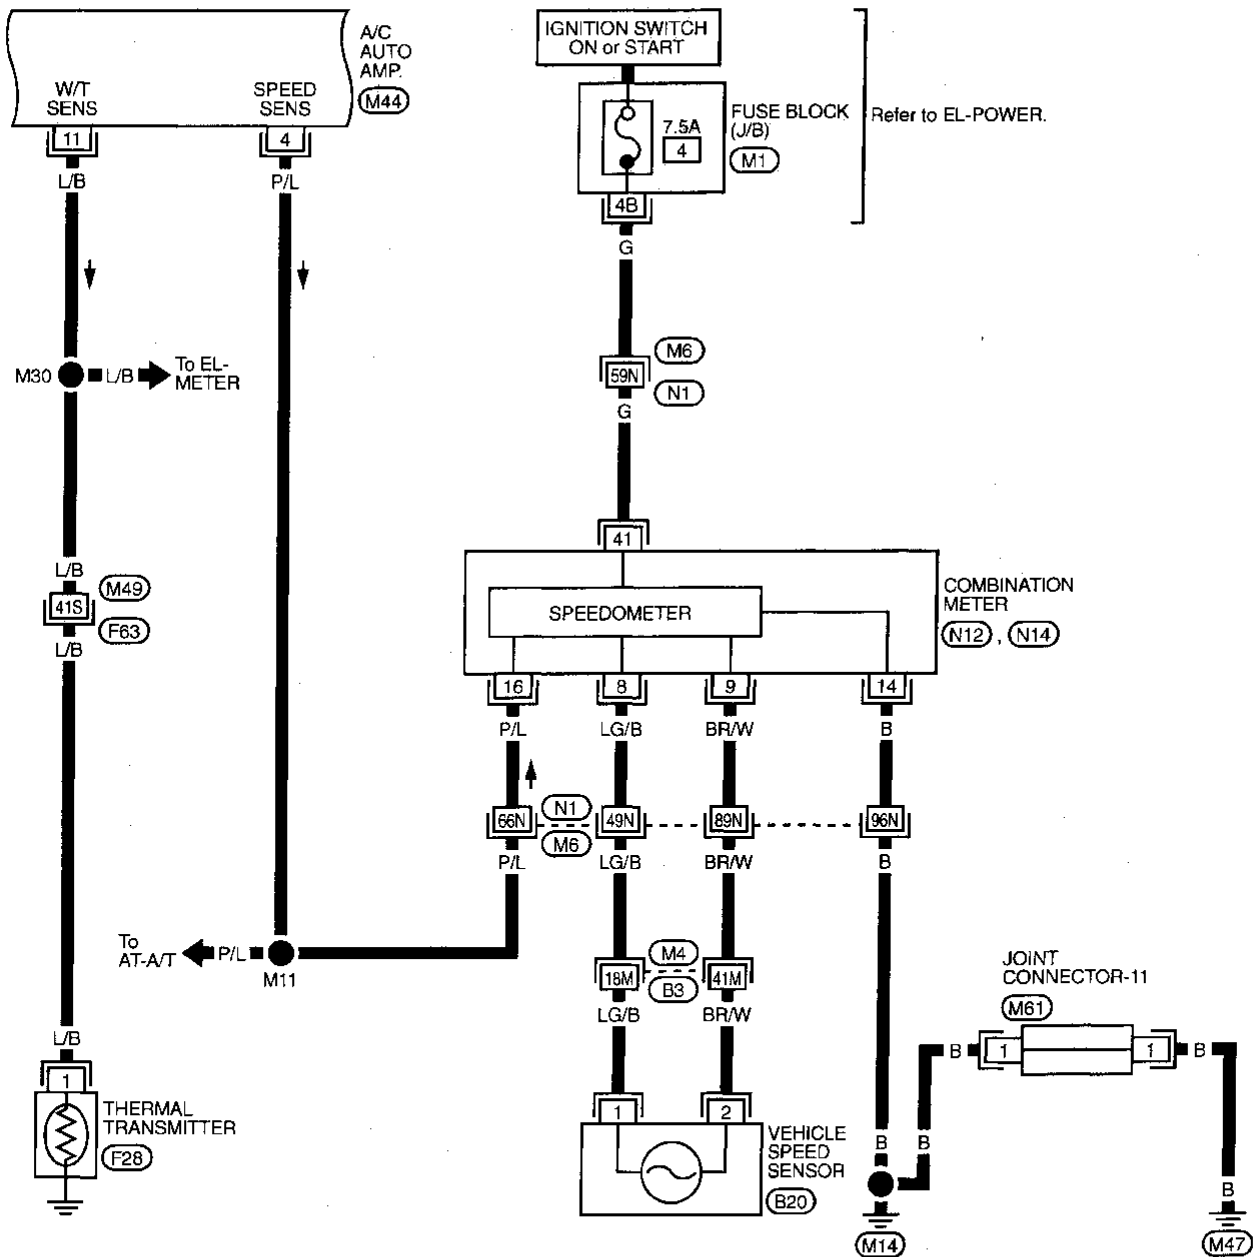 A/C
AUTO
AMP.
M44
W/T
SENS
SPEED
SENS
11
4
L/B
P/L
IGNITION SWITCH
ON or START
7.5A
4
FUSE BLOCK
(J/B)
M1
Refer to EL-POWER.
4B
G
M6
59N
N1
G
M30
L/B
To EL-
METER
L/B
M49
41S
F63
L/B
41
SPEEDOMETER
COMBINATION
METER
N12 , N14
16
8
9
14
P/L
LG/B
BR/W
B
66N
N1
M6
49N
89N
96N
P/L
LG/B
BR/W
B
To
AT-A/T
P/L
M11
18M
M4
B3
41M
LG/B
BR/W
JOINT
CONNECTOR-11
M61
B
1
1
B
L/B
1
THERMAL
TRANSMITTER
F28
1
2
VEHICLE
SPEED
SENSOR
B20
B
B
B
M14
M47